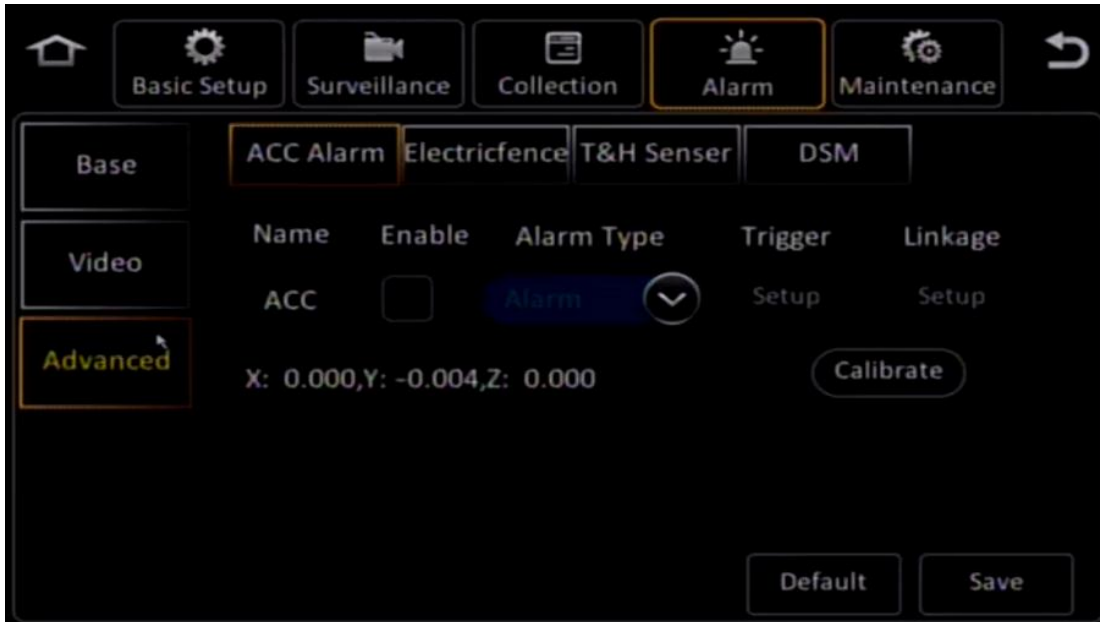 Basic Setup Surveillance Collection Alarm Maintenance
Base ACC Alarm Electricfence T&H Senser DSM
Name Enable Alarm Type Trigger Linkage
Video
ACC Alarm Setup Setup
Advanced
X: 0.000,Y: -0.004,Z: 0.000 Calibrate
Default Save